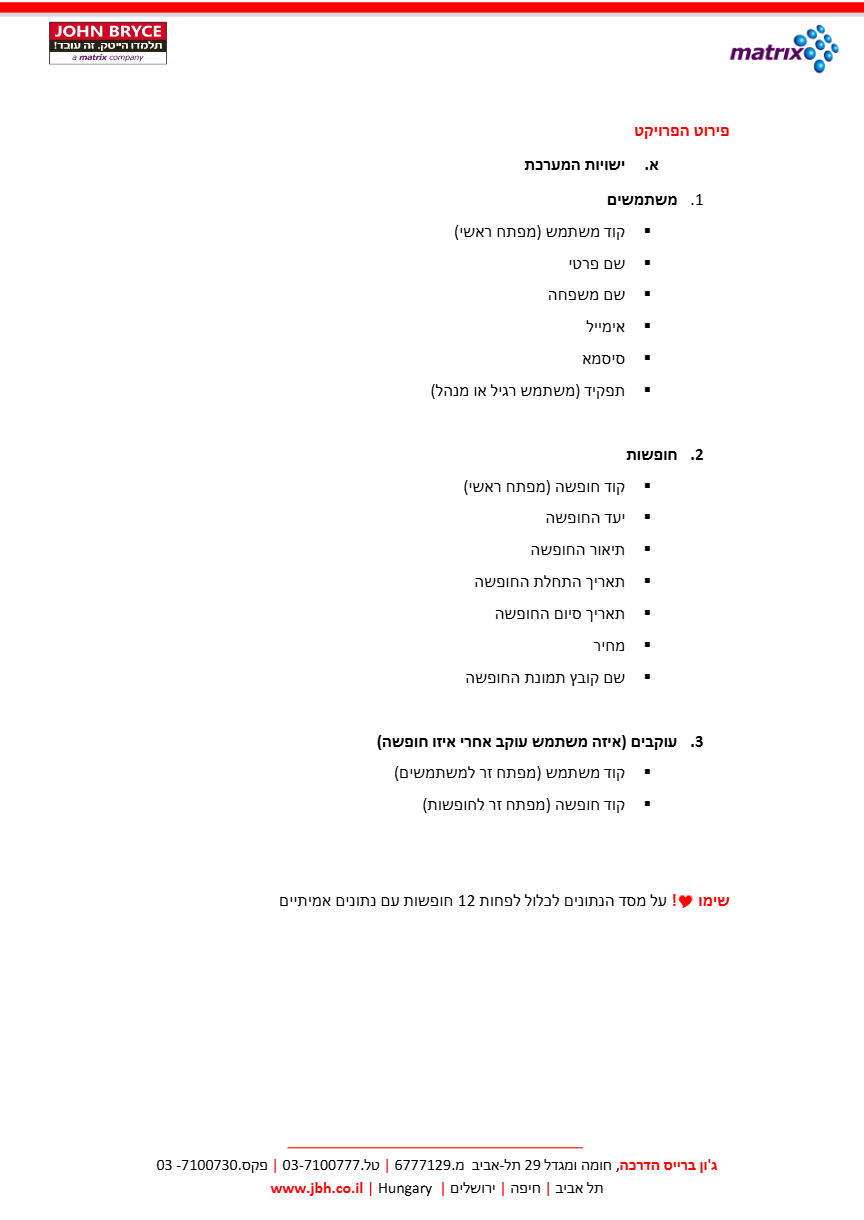 JOHN BRYCE
תלמדו הייטק. זה עובד!
a matrix company
matrix
פירוט הפרויקט
א. ישויות המערכת
1. משתמשים
▪ קוד משתמש (מפתח ראשי)
▪ שם פרטי
▪ שם משפחה
▪ אימייל
▪ סיסמא
▪ תפקיד (משתמש רגיל או מנהל)
2. חופשות
▪ קוד חופשה (מפתח ראשי)
▪ יעד החופשה
▪ תיאור החופשה
▪ תאריך התחלת החופשה
▪ תאריך סיום החופשה
▪ מחיר
▪ שם קובץ תמונת החופשה
3. עוקבים (איזה משתמש עוקב אחרי איזו חופשה)
▪ קוד משתמש (מפתח זר למשתמשים)
▪ קוד חופשה (מפתח זר לחופשות)
שימו ♥! על מסד הנתונים לכלול לפחות 12 חופשות עם נתונים אמיתיים
ג'ון ברייס הדרכה, חומה ומגדל 29 תל-אביב מ.6777129 | טל.03-7100777 | פקס.7100730- 03
תל אביב | חיפה | ירושלים | Hungary | www.jbh.co.il